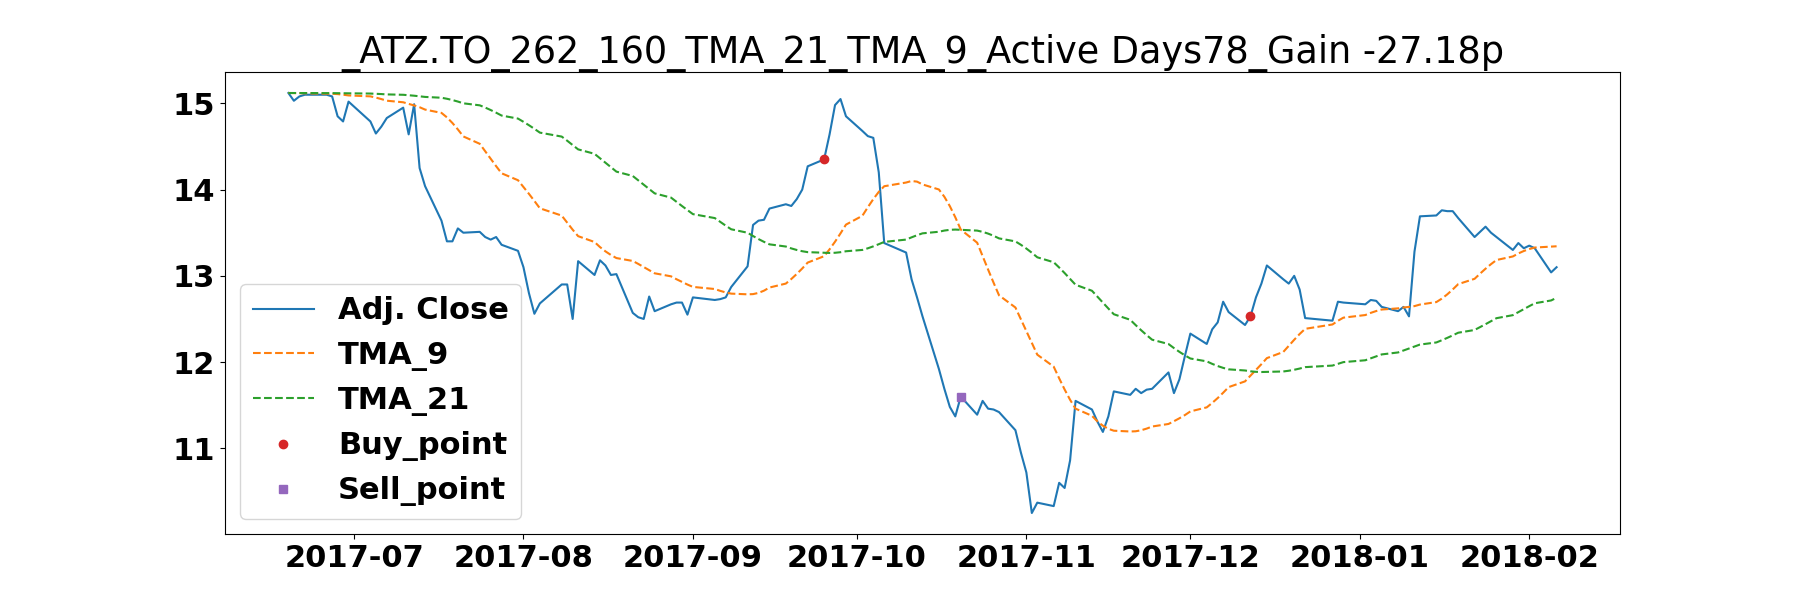 _ATZ.TO_262_160_TMA_21_TMA_9_Active Days78_Gain -27.18p
15
14
13
12
11
Adj. Close
TMA_9
TMA_21
Buy_point
Sell_point
2017-07 2017-08 2017-09 2017-10 2017-11 2017-12 2018-01 2018-02